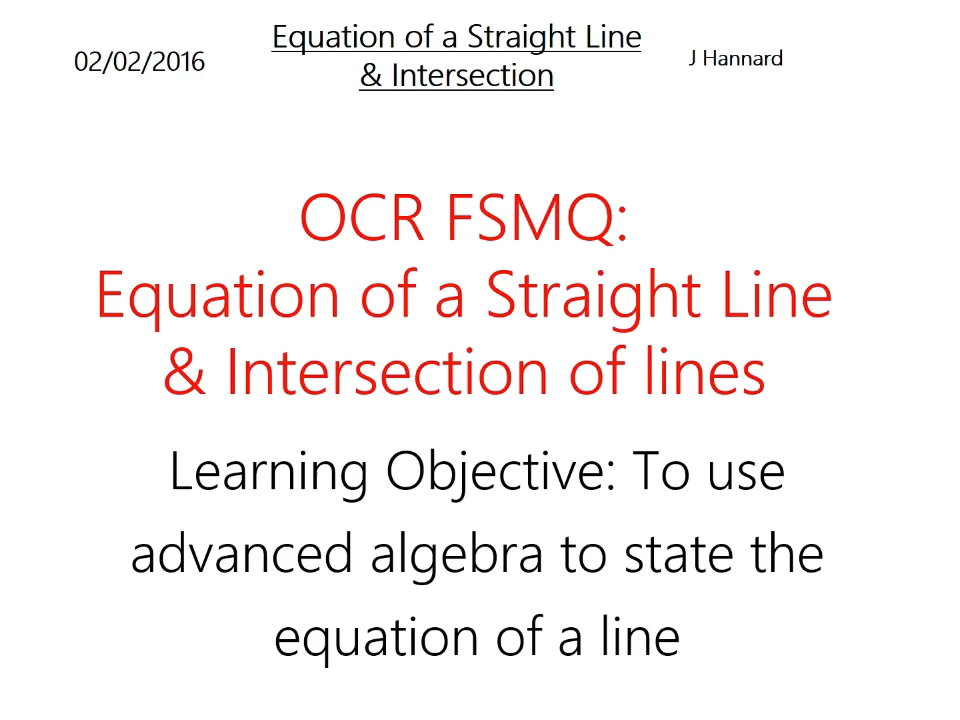 02/02/2016
Equation of a Straight Line
& Intersection
J Hannard
OCR FSMQ:
Equation of a Straight Line
& Intersection of lines
Learning Objective: To use
advanced algebra to state the
equation of a line